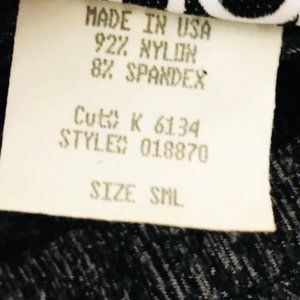 MADE IN USA
92% NYLON
8% SPANDEX
Cut# K 6134
STYLE# 018870
SIZE SML